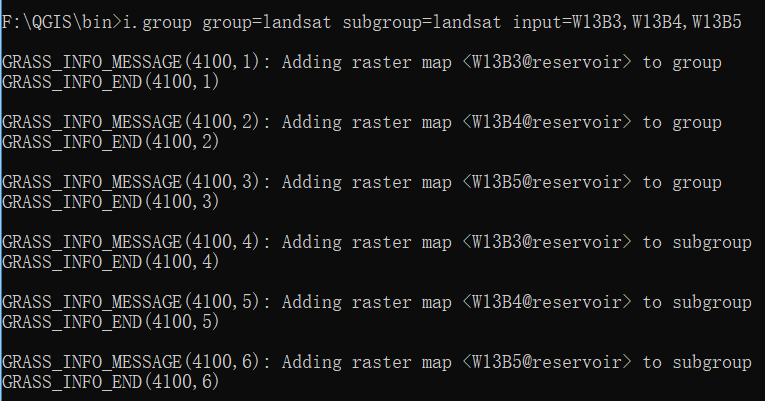 F:\QGIS\bin>i.group group=landsat subgroup=landsat input=W13B3,W13B4,W13B5
GRASS_INFO_MESSAGE(4100,1): Adding raster map <W13B3@reservoir> to group
GRASS_INFO_END(4100,1)
GRASS_INFO_MESSAGE(4100,2): Adding raster map <W13B4@reservoir> to group
GRASS_INFO_END(4100,2)
GRASS_INFO_MESSAGE(4100,3): Adding raster map <W13B5@reservoir> to group
GRASS_INFO_END(4100,3)
GRASS_INFO_MESSAGE(4100,4): Adding raster map <W13B3@reservoir> to subgroup
GRASS_INFO_END(4100,4)
GRASS_INFO_MESSAGE(4100,5): Adding raster map <W13B4@reservoir> to subgroup
GRASS_INFO_END(4100,5)
GRASS_INFO_MESSAGE(4100,6): Adding raster map <W13B5@reservoir> to subgroup
GRASS_INFO_END(4100,6)